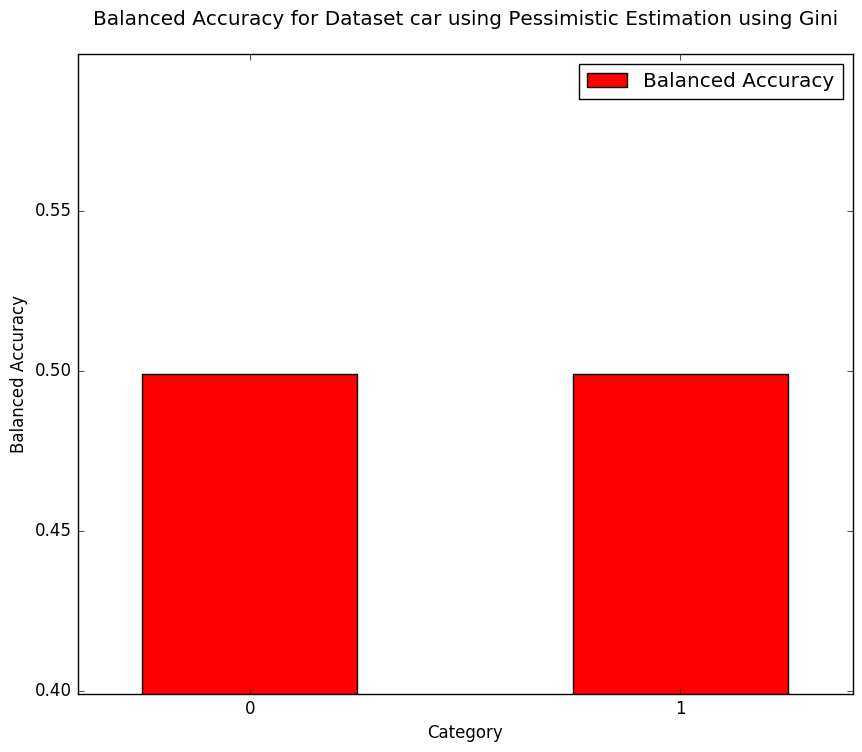 Balanced Accuracy for Dataset car using Pessimistic Estimation using Gini
Balanced Accuracy
0.55
0.50
0.45
0.40
Balanced Accuracy
0 1
Category